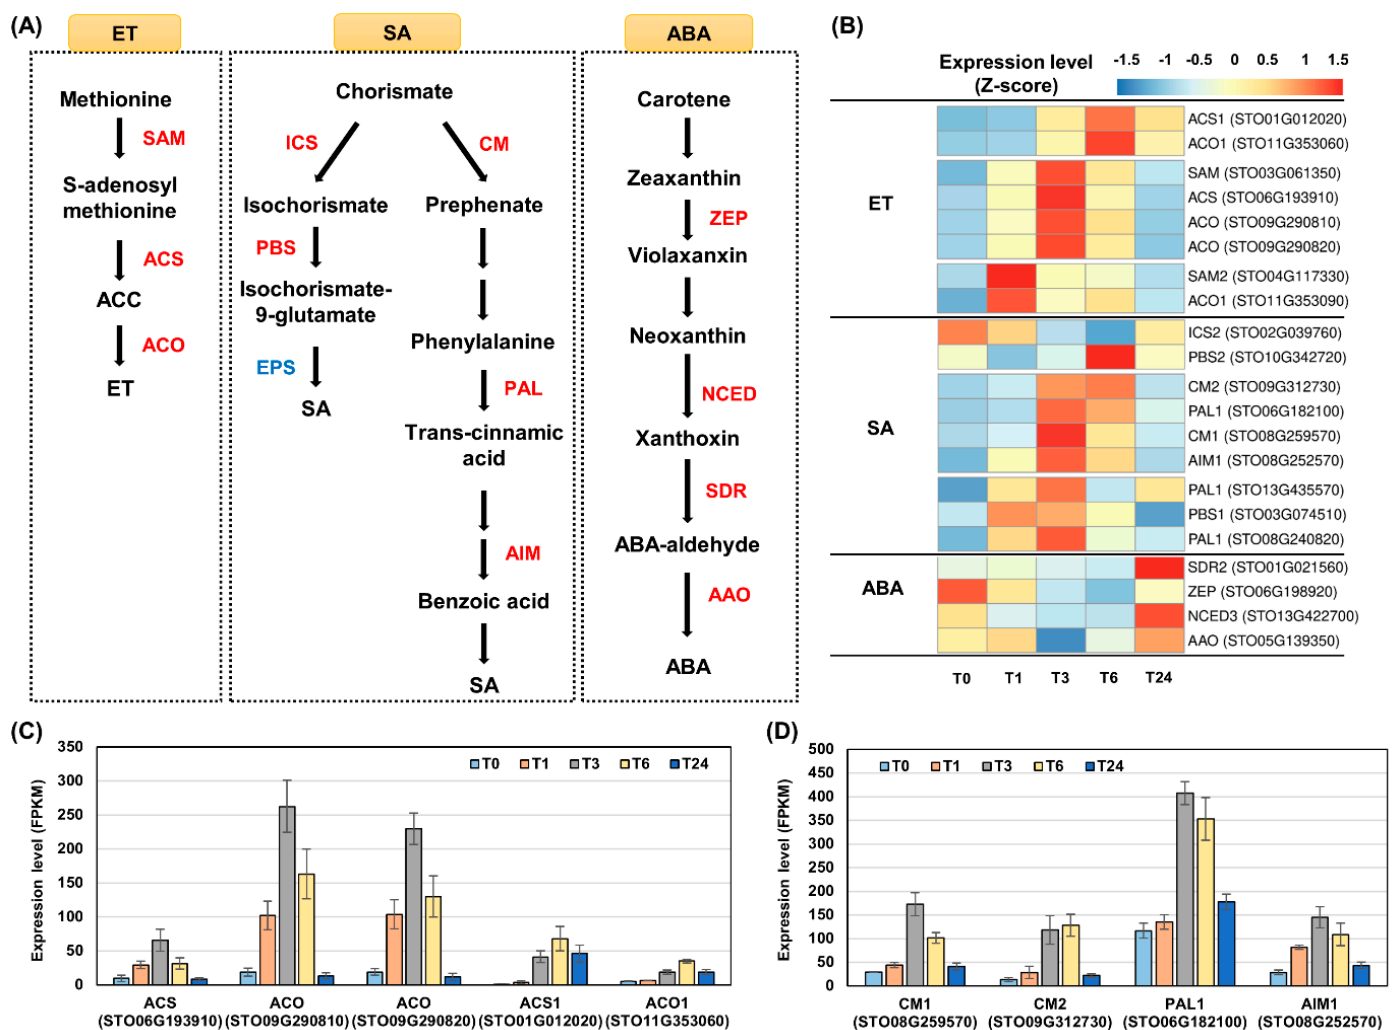 (A)
ET
SA
ABA
Methionine
SAM
S-adenosyl
methionine
ACS
ACC
ACO
ET
Chorismate
ICS
CM
Isochorismate
Prephenate
PBS
Isochorismate-
9-glutamate
Phenylalanine
EPS
PAL
SA
Trans-cinnamic
acid
AIM
Benzoic acid
SA
Carotene
Zeaxanthin
ZEP
Violaxanxin
Neoxanthin
NCED
Xanthoxin
SDR
ABA-aldehyde
AAO
ABA
(B)
Expression level
(Z-score)
-1.5 -1 -0.5 0 0.5 1 1.5
ET
ACS1 (STO01G012020)
ACO1 (STO11G353060)
SAM (STO03G061350)
ACS (STO06G193910)
ACO (STO09G290810)
ACO (STO09G290820)
SAM2 (STO04G117330)
ACO1 (STO11G353090)
SA
ICS2 (STO02G039760)
PBS2 (STO10G342720)
CM2 (STO09G312730)
PAL1 (STO06G182100)
CM1 (STO08G259570)
AIM1 (STO08G252570)
PAL1 (STO13G435570)
PBS1 (STO03G074510)
PAL1 (STO08G240820)
ABA
SDR2 (STO01G021560)
ZEP (STO06G198920)
NCED3 (STO13G422700)
AAO (STO05G139350)
T0 T1 T3 T6 T24
(C)
Expression level (FPKM)
350
300
250
200
150
100
50
0
T0 T1 T3 T6 T24
ACS ACO ACO ACS1 ACO1
(STO06G193910) (STO09G290810) (STO09G290820) (STO01G012020) (STO11G353060)
(D)
Expression level (FPKM)
500
450
400
350
300
250
200
150
100
50
0
T0 T1 T3 T6 T24
CM1 CM2 PAL1 AIM1
(STO08G259570) (STO09G312730) (STO06G182100) (STO08G252570)